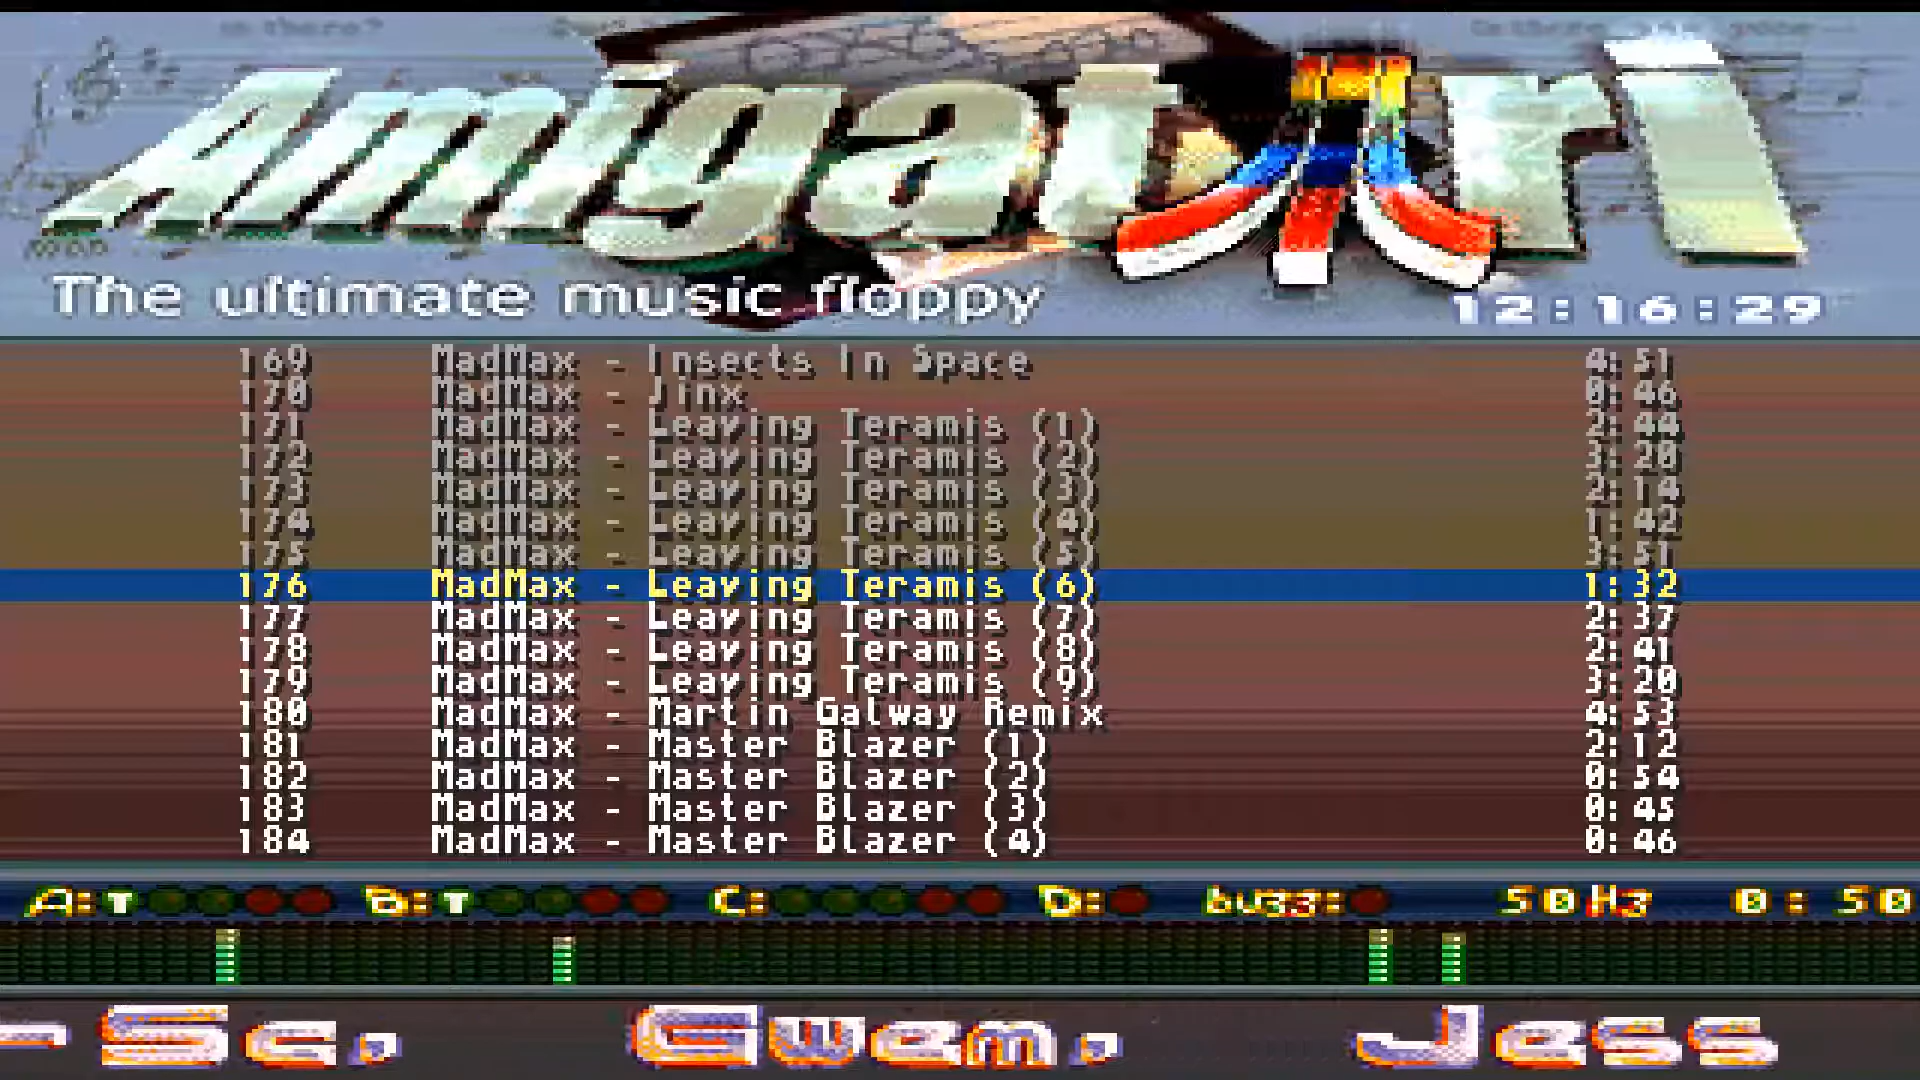 Amigatari
The ultimate music floppy
12:16:29
169 MadMax - Insects In Space 4:51
170 MadMax - Jinx 0:46
171 MadMax - Leaving Teramis (1) 2:44
172 MadMax - Leaving Teramis (2) 3:20
173 MadMax - Leaving Teramis (3) 2:14
174 MadMax - Leaving Teramis (4) 1:42
175 MadMax - Leaving Teramis (5) 3:51
176 MadMax - Leaving Teramis (6) 1:32
177 MadMax - Leaving Teramis (7) 2:37
178 MadMax - Leaving Teramis (8) 2:41
179 MadMax - Leaving Teramis (9) 3:20
180 MadMax - Martin Galway Remix 4:53
181 MadMax - Master Blazer (1) 2:12
182 MadMax - Master Blazer (2) 0:54
183 MadMax - Master Blazer (3) 0:45
184 MadMax - Master Blazer (4) 0:46
A:T B:T C: D: buzz: 50Hz 0:50
-Sc, Gwem, Jess